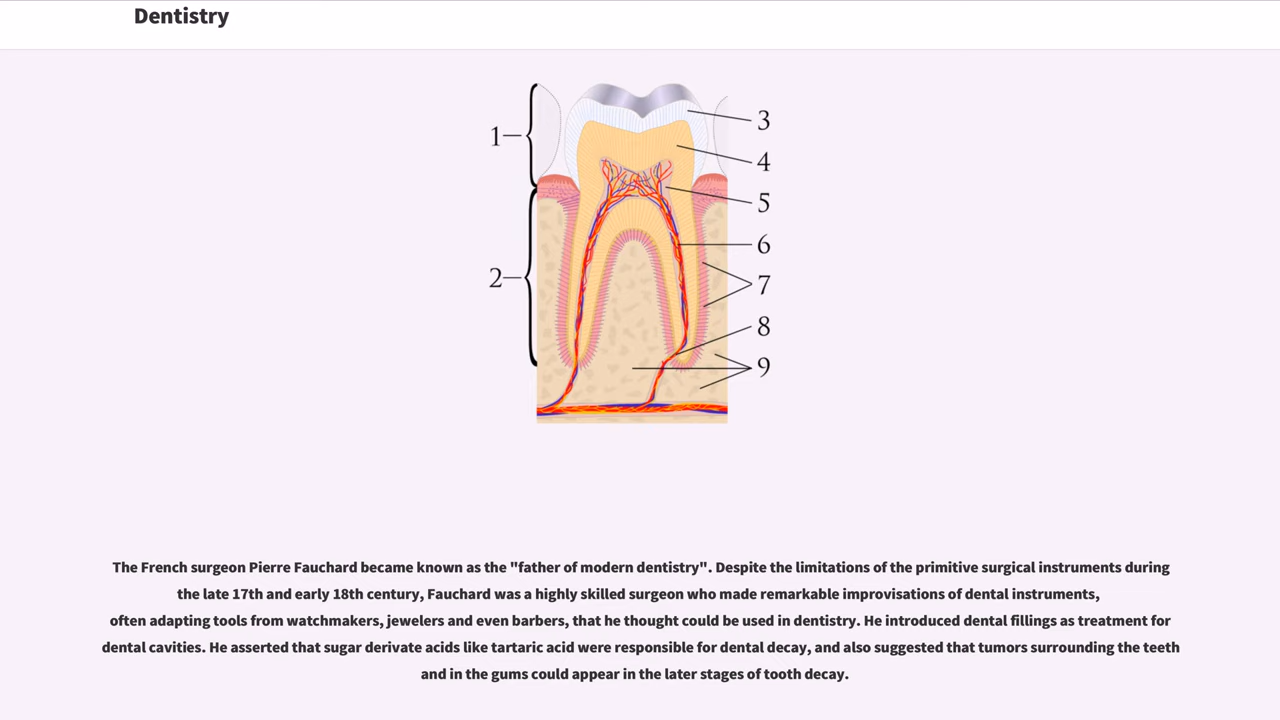 Dentistry
1
2
3
4
5
6
7
8
9
The French surgeon Pierre Fauchard became known as the "father of modern dentistry". Despite the limitations of the primitive surgical instruments during
the late 17th and early 18th century, Fauchard was a highly skilled surgeon who made remarkable improvisations of dental instruments,
often adapting tools from watchmakers, jewelers and even barbers, that he thought could be used in dentistry. He introduced dental fillings as treatment for
dental cavities. He asserted that sugar derivate acids like tartaric acid were responsible for dental decay, and also suggested that tumors surrounding the teeth
and in the gums could appear in the later stages of tooth decay.